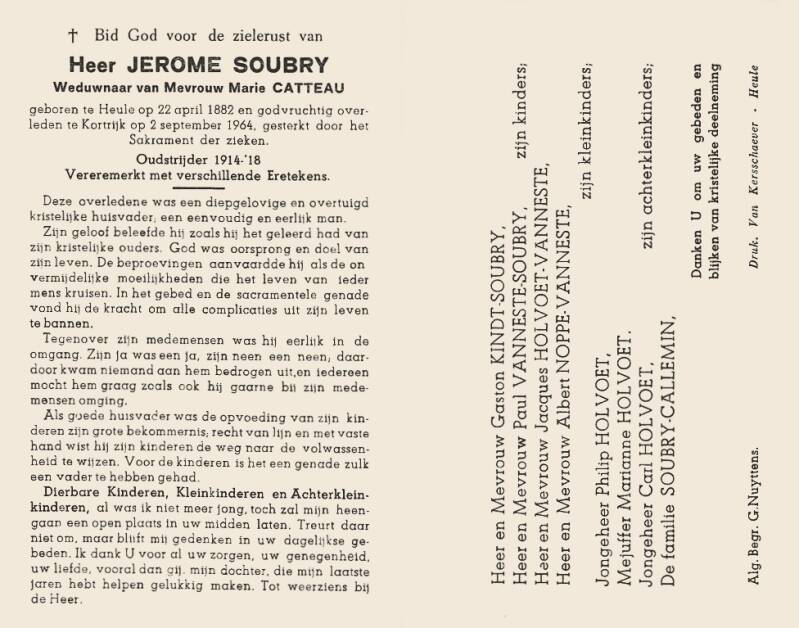 ✝ Bid God voor de zielerust van
Heer JEROME SOUBRY
Weduwnaar van Mevrouw Marie CATTEAU
geboren te Heule op 22 april 1882 en godvruchtig over-
leden te Kortrijk op 2 september 1964, gesterkt door het
Sakrament der zieken.
Oudstrijder 1914-'18
Vereremerkt met verschillende Eretekens.
Deze overledene was een diepgelovige en overtuigd
kristelijke huisvader; een eenvoudig en eerlijk man.
Zijn geloof beleefde hij zoals hij het geleerd had van
zijn kristelijke ouders. God was oorsprong en doel van
zijn leven. De beproevingen aanvaardde hij als de on
vermijdelijke moeilijkheden die het leven van ieder
mens kruisen. In het gebed en de sacramentele genade
vond hij de kracht om alle complicaties uit zijn leven
te bannen.
Tegenover zijn medemensen was hij eerlijk in de
omgang. Zijn ja was een ja, zijn neen een neen; daar-
door kwam niemand aan hem bedrogen uit,en iedereen
mocht hem graag zoals ook hij gaarne bij zijn mede-
mensen omging.
Als goede huisvader was de opvoeding van zijn kin-
deren zijn grote bekommernis; recht van lijn en met vaste
hand wist hij zijn kinderen de weg naar de volwassen-
heid te wijzen. Voor de kinderen is het een genade zulk
een vader te hebben gehad.
Dierbare Kinderen, Kleinkinderen en Achterklein-
kinderen, al was ik niet meer jong, toch zal mijn heen-
gaan een open plaats in uw midden laten. Treurt daar
niet om, maar blijft mij gedenken in uw dagelijkse ge-
beden. Ik dank U voor al uw zorgen, uw genegenheid,
uw liefde, vooral dan gij. mijn dochter, die mijn laatste
jaren hebt helpen gelukkig maken. Tot weerziens bij
de Heer.
Heer en Mevrouw Gaston KINDT-SOUBRY,
Heer en Mevrouw Paul VANNESTE-SOUBRY, zijn kinders;
Heer en Mevrouw Jacques HOLVOET-VANNESTE,
Heer en Mevrouw Albert NOPPE-VANNESTE,
zijn kleinkinders;
Jongeheer Philip HOLVOET,
Mejuffer Marianne HOLVOET.
Jongeheer Carl HOLVOET, zijn achterkleinkinders;
De familie SOUBRY-CALLEMIN,
Danken U om uw gebeden en
blijken van kristelijke deelneming
Alg. Begr. G. Nuyttens. Druk. Van Kersschaever - Heule